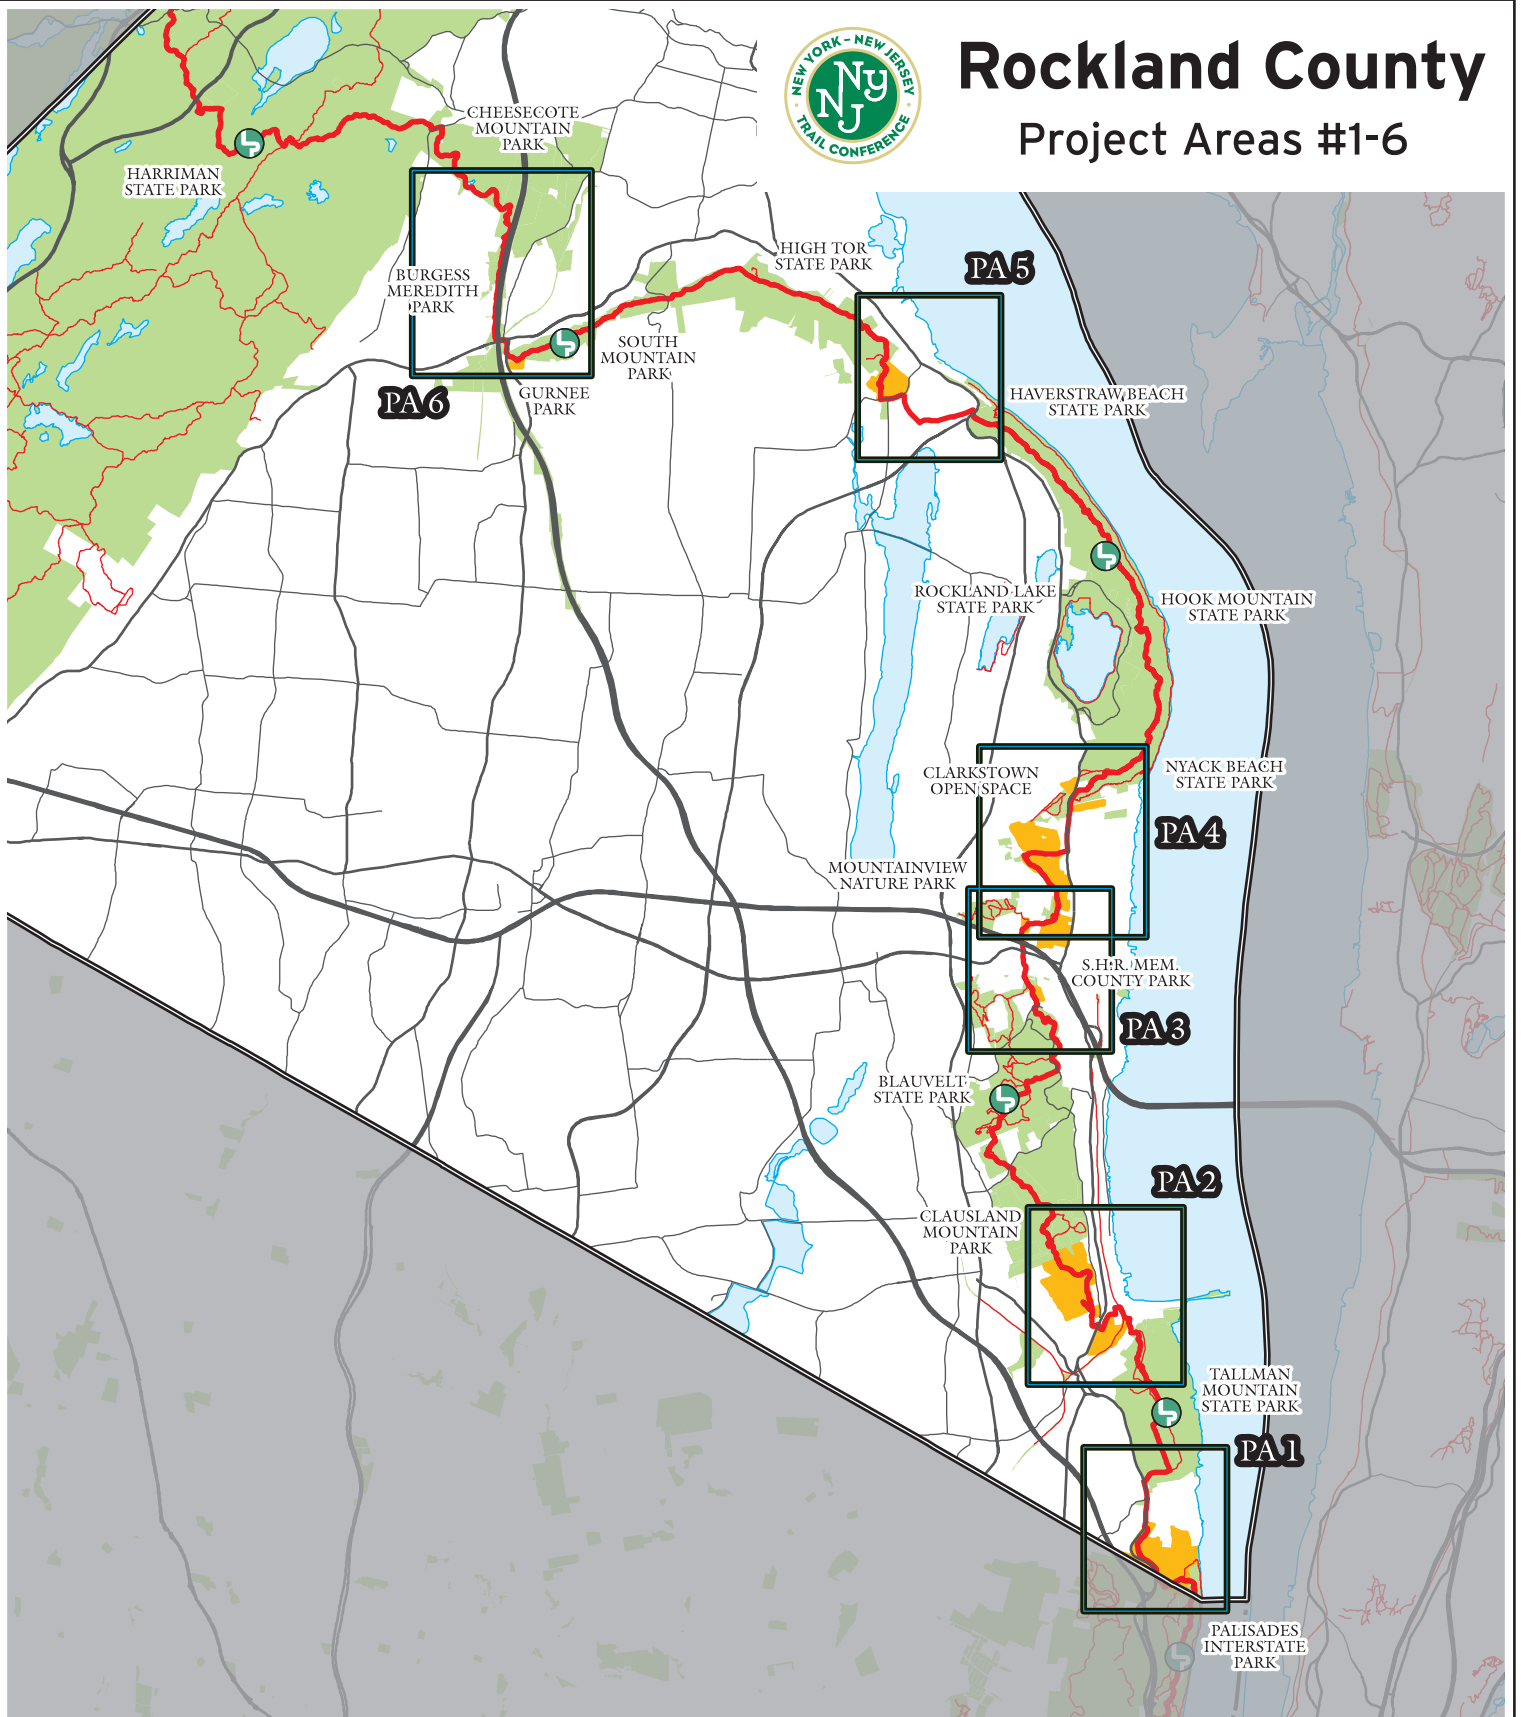 NEW YORK – NEW JERSEY
NY
NJ
TRAIL CONFERENCE
Rockland County
Project Areas #1-6
CHEESECOTE
MOUNTAIN
PARK
HARRIMAN
STATE PARK
BURGESS
MEREDITH
PARK
HIGH TOR
STATE PARK
PA 5
SOUTH
MOUNTAIN
PARK
PA 6
GURNEE
PARK
HAVERSTRAW BEACH
STATE PARK
ROCKLAND LAKE
STATE PARK
HOOK MOUNTAIN
STATE PARK
CLARKSTOWN
OPEN SPACE
NYACK BEACH
STATE PARK
PA 4
MOUNTAINVIEW
NATURE PARK
S.H.R. MEM.
COUNTY PARK
PA 3
BLAUVELT
STATE PARK
PA 2
CLAUSLAND
MOUNTAIN
PARK
TALLMAN
MOUNTAIN
STATE PARK
PA 1
PALISADES
INTERSTATE
PARK